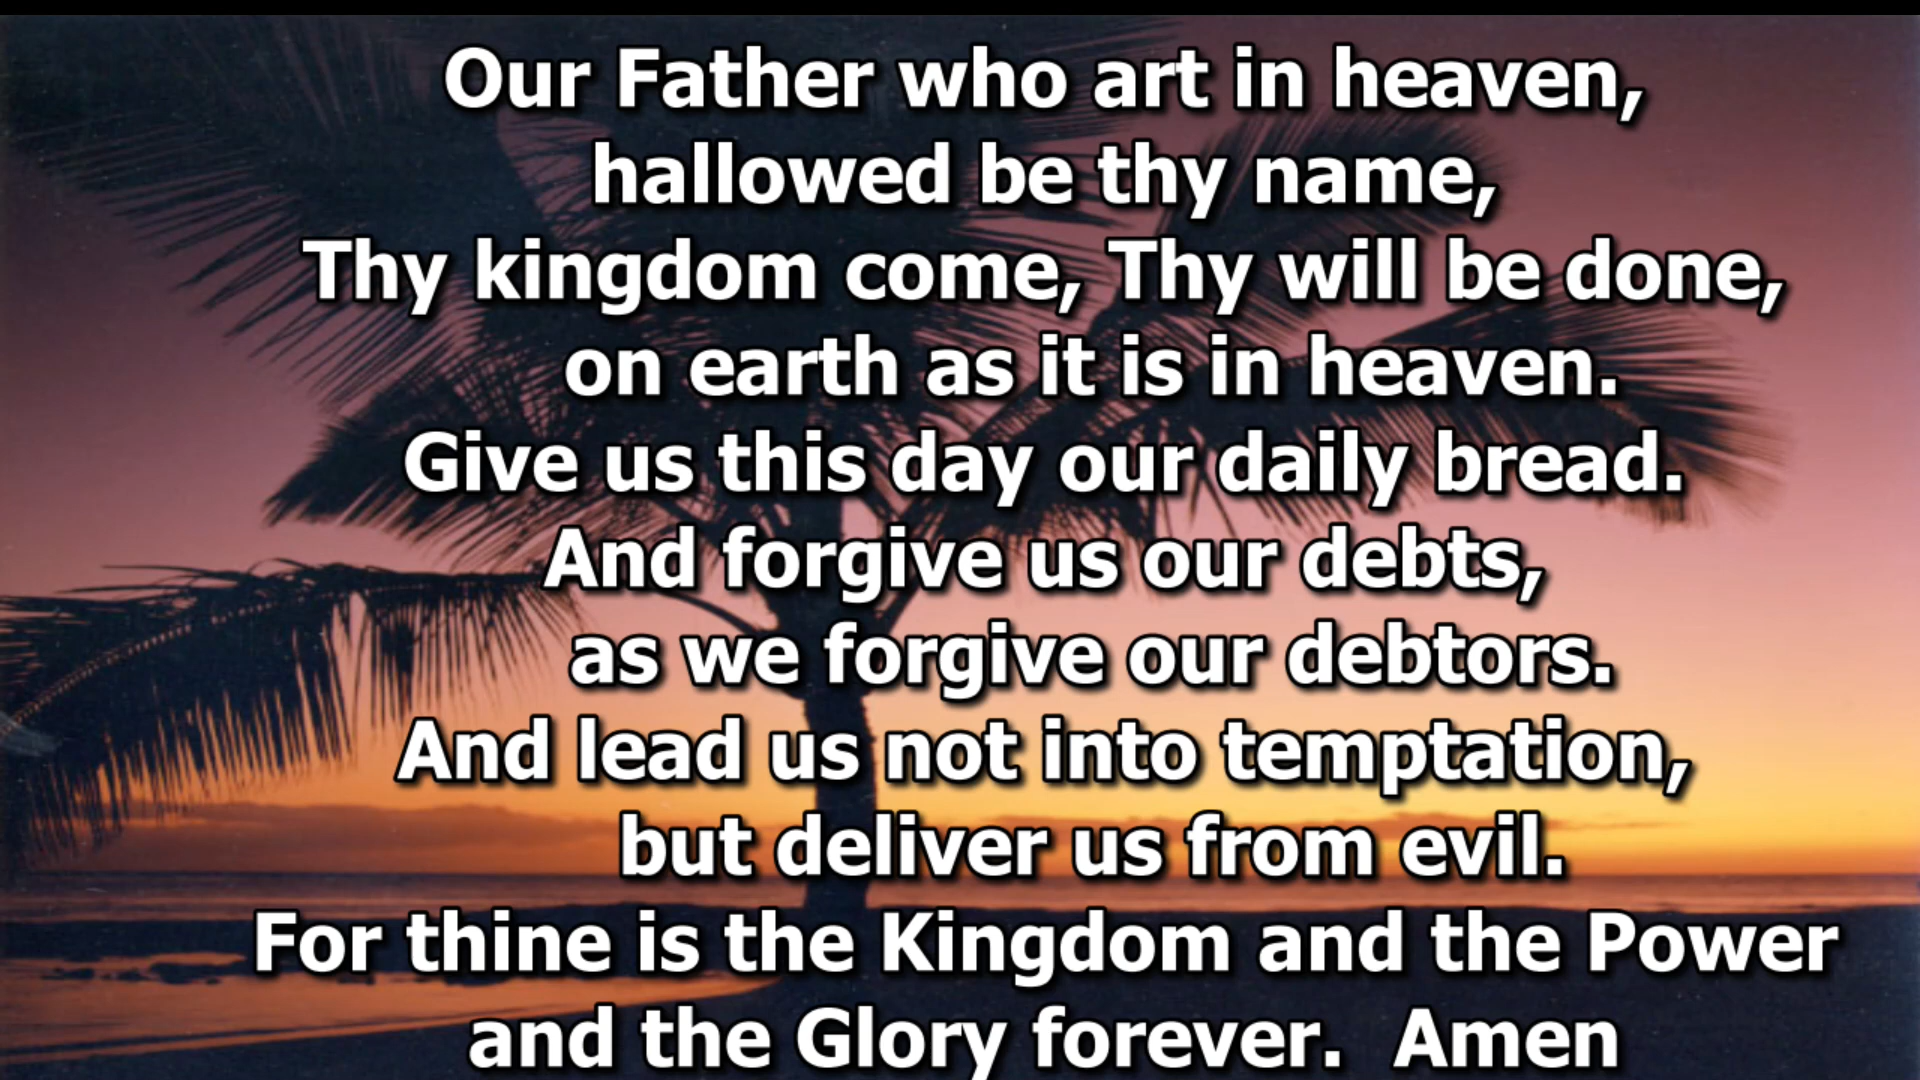 Our Father who art in heaven,
hallowed be thy name,
Thy kingdom come, Thy will be done,
on earth as it is in heaven.
Give us this day our daily bread.
And forgive us our debts,
as we forgive our debtors.
And lead us not into temptation,
but deliver us from evil.
For thine is the Kingdom and the Power
and the Glory forever.  Amen